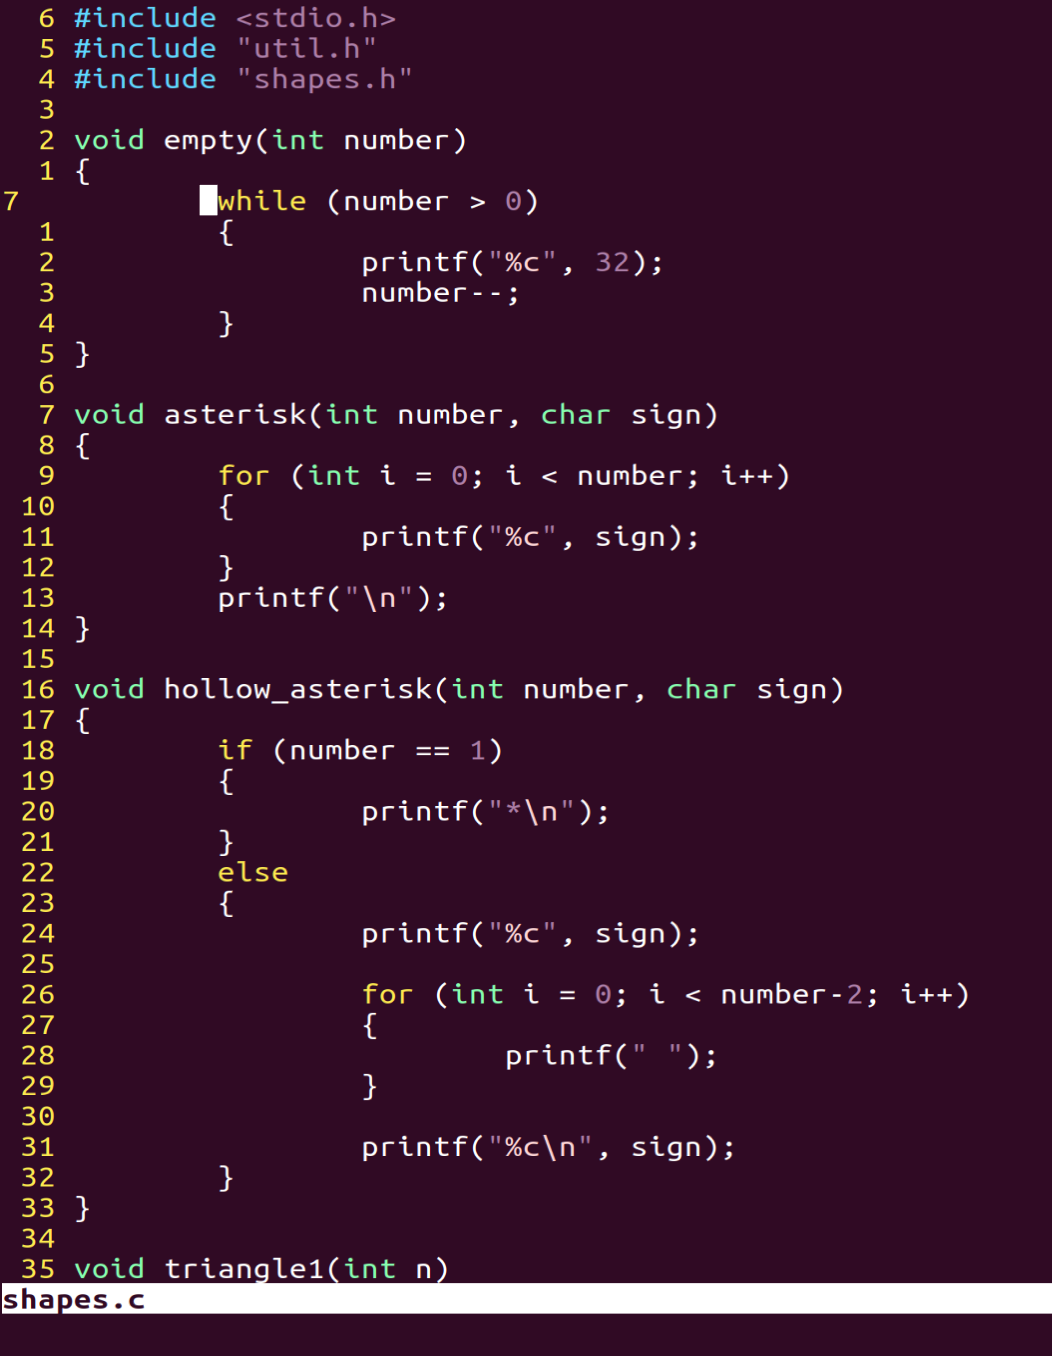 6 #include <stdio.h>
5 #include "util.h"
4 #include "shapes.h"
3
2 void empty(int number)
1 {
7         while (number > 0)
1         {
2                 printf("%c", 32);
3                 number--;
4         }
5 }
6
7 void asterisk(int number, char sign)
8 {
9         for (int i = 0; i < number; i++)
10         {
11                 printf("%c", sign);
12         }
13         printf("\n");
14 }
15
16 void hollow_asterisk(int number, char sign)
17 {
18         if (number == 1)
19         {
20                 printf("*\n");
21         }
22         else
23         {
24                 printf("%c", sign);
25
26                 for (int i = 0; i < number-2; i++)
27                 {
28                         printf(" ");
29                 }
30
31                 printf("%c\n", sign);
32         }
33 }
34
35 void triangle1(int n)
shapes.c